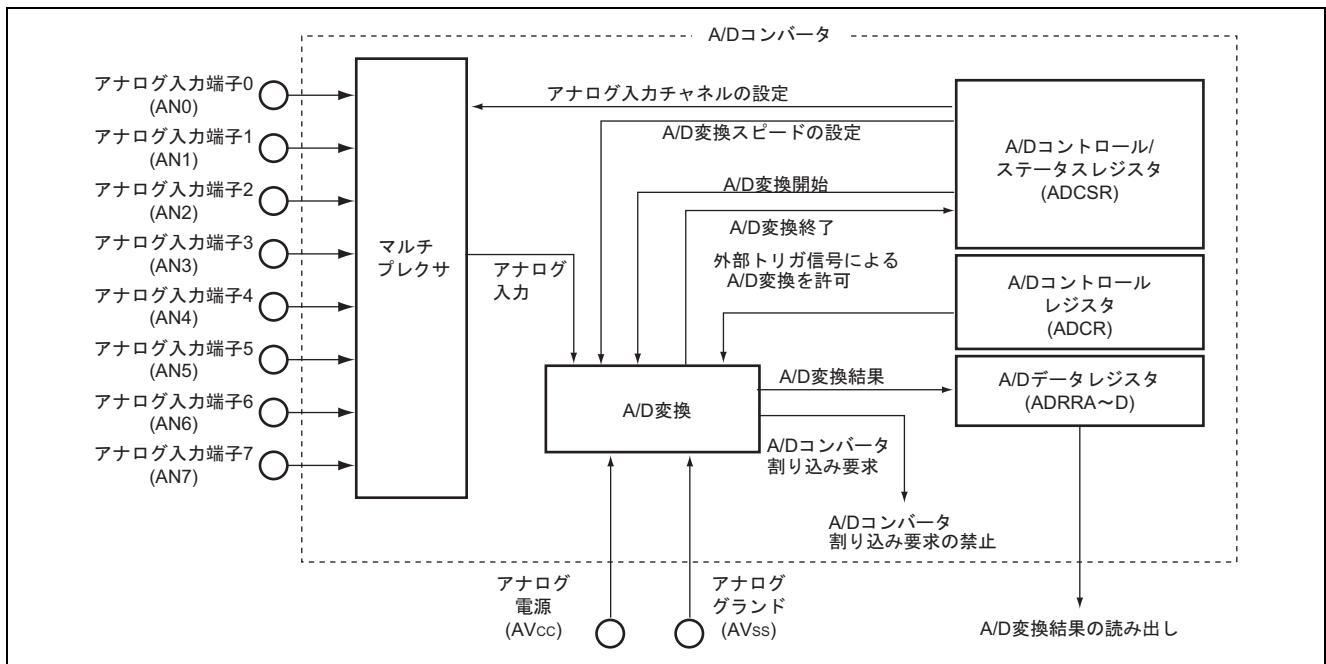 A/Dコンバータ
アナログ入力端子0
(AN0)
アナログ入力端子1
(AN1)
アナログ入力端子2
(AN2)
アナログ入力端子3
(AN3)
アナログ入力端子4
(AN4)
アナログ入力端子5
(AN5)
アナログ入力端子6
(AN6)
アナログ入力端子7
(AN7)
マルチ
プレクサ
アナログ入力チャネルの設定
A/D変換スピードの設定
A/D変換開始
A/D変換終了
外部トリガ信号による
A/D変換を許可
アナログ
入力
A/Dコントロール/
ステータスレジスタ
(ADCSR)
A/Dコントロール
レジスタ
(ADCR)
A/Dデータレジスタ
(ADRRA～D)
A/D変換
A/D変換結果
A/Dコンバータ
割り込み要求
A/Dコンバータ
割り込み要求の禁止
アナログ
電源
(AVcc)
アナログ
グランド
(AVss)
A/D変換結果の読み出し